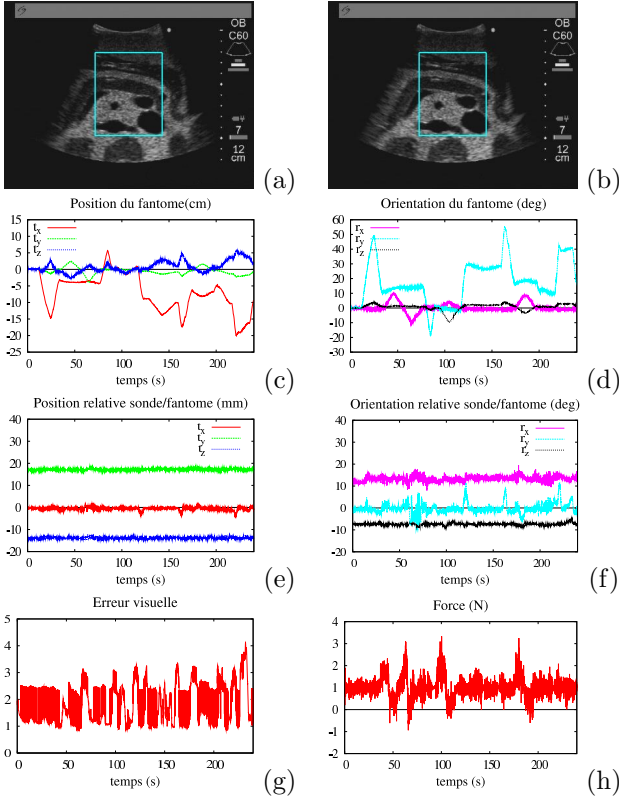 OB
C60
7
12
cm
(a)
OB
C60
7
12
cm
(b)
Position du fantome(cm)
15
10
5
0
-5
-10
-15
-20
-25
t_x
t_y
t_z
0 50 100 150 200
temps (s)
(c)
Orientation du fantome (deg)
60
50
40
30
20
10
0
-10
-20
-30
r_x
r_y
r_z
0 50 100 150 200
temps (s)
(d)
Position relative sonde/fantome (mm)
40
30
20
10
0
-10
-20
t_x
t_y
t_z
0 50 100 150 200
temps (s)
(e)
Orientation relative sonde/fantome (deg)
40
30
20
10
0
-10
-20
r_x
r_y
r_z
0 50 100 150 200
temps (s)
(f)
Erreur visuelle
5
4
3
2
1
0
0 50 100 150 200
temps (s)
(g)
Force (N)
4
3
2
1
0
-1
-2
0 50 100 150 200
temps (s)
(h)